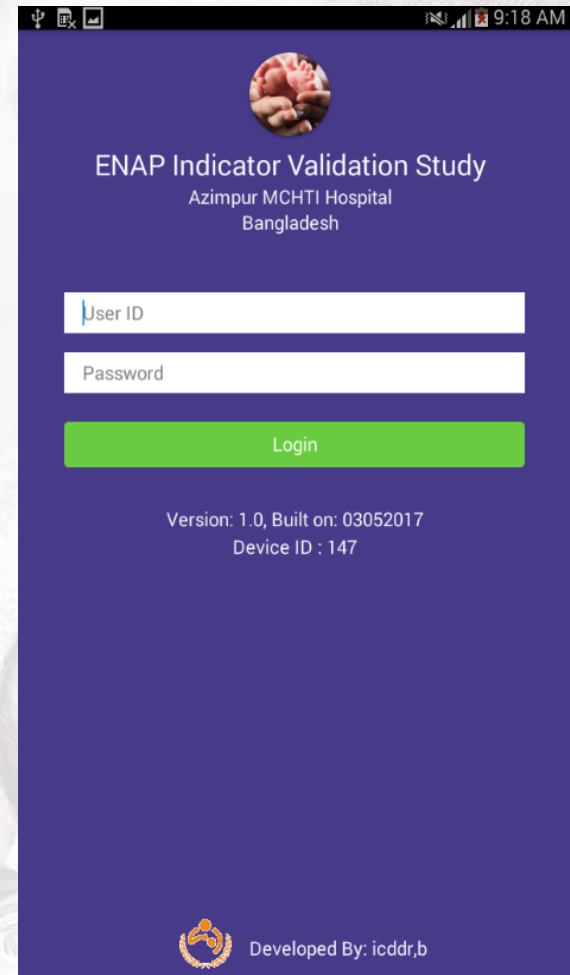 9:18 AM
ENAP Indicator Validation Study
Azimpur MCHTI Hospital
Bangladesh
User ID
Password
Login
Version: 1.0, Built on: 03052017
Device ID : 147
Developed By: icddr,b